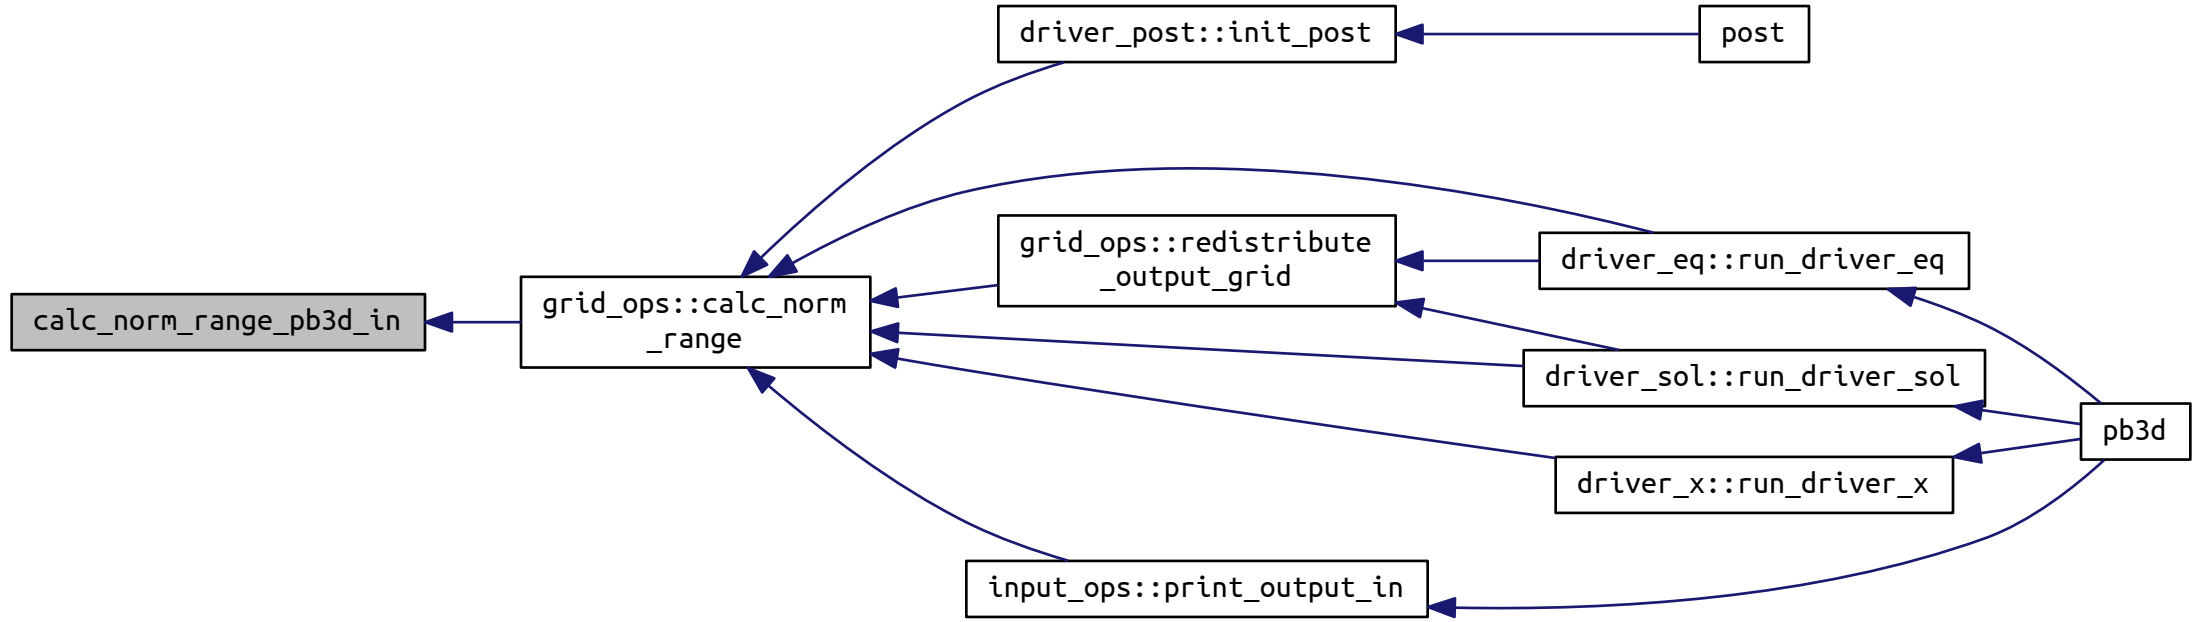 driver_post::init_post
post
grid_ops::redistribute
_output_grid
driver_eq::run_driver_eq
grid_ops::calc_norm
_range
calc_norm_range_pb3d_in
driver_sol::run_driver_sol
pb3d
driver_x::run_driver_x
input_ops::print_output_in